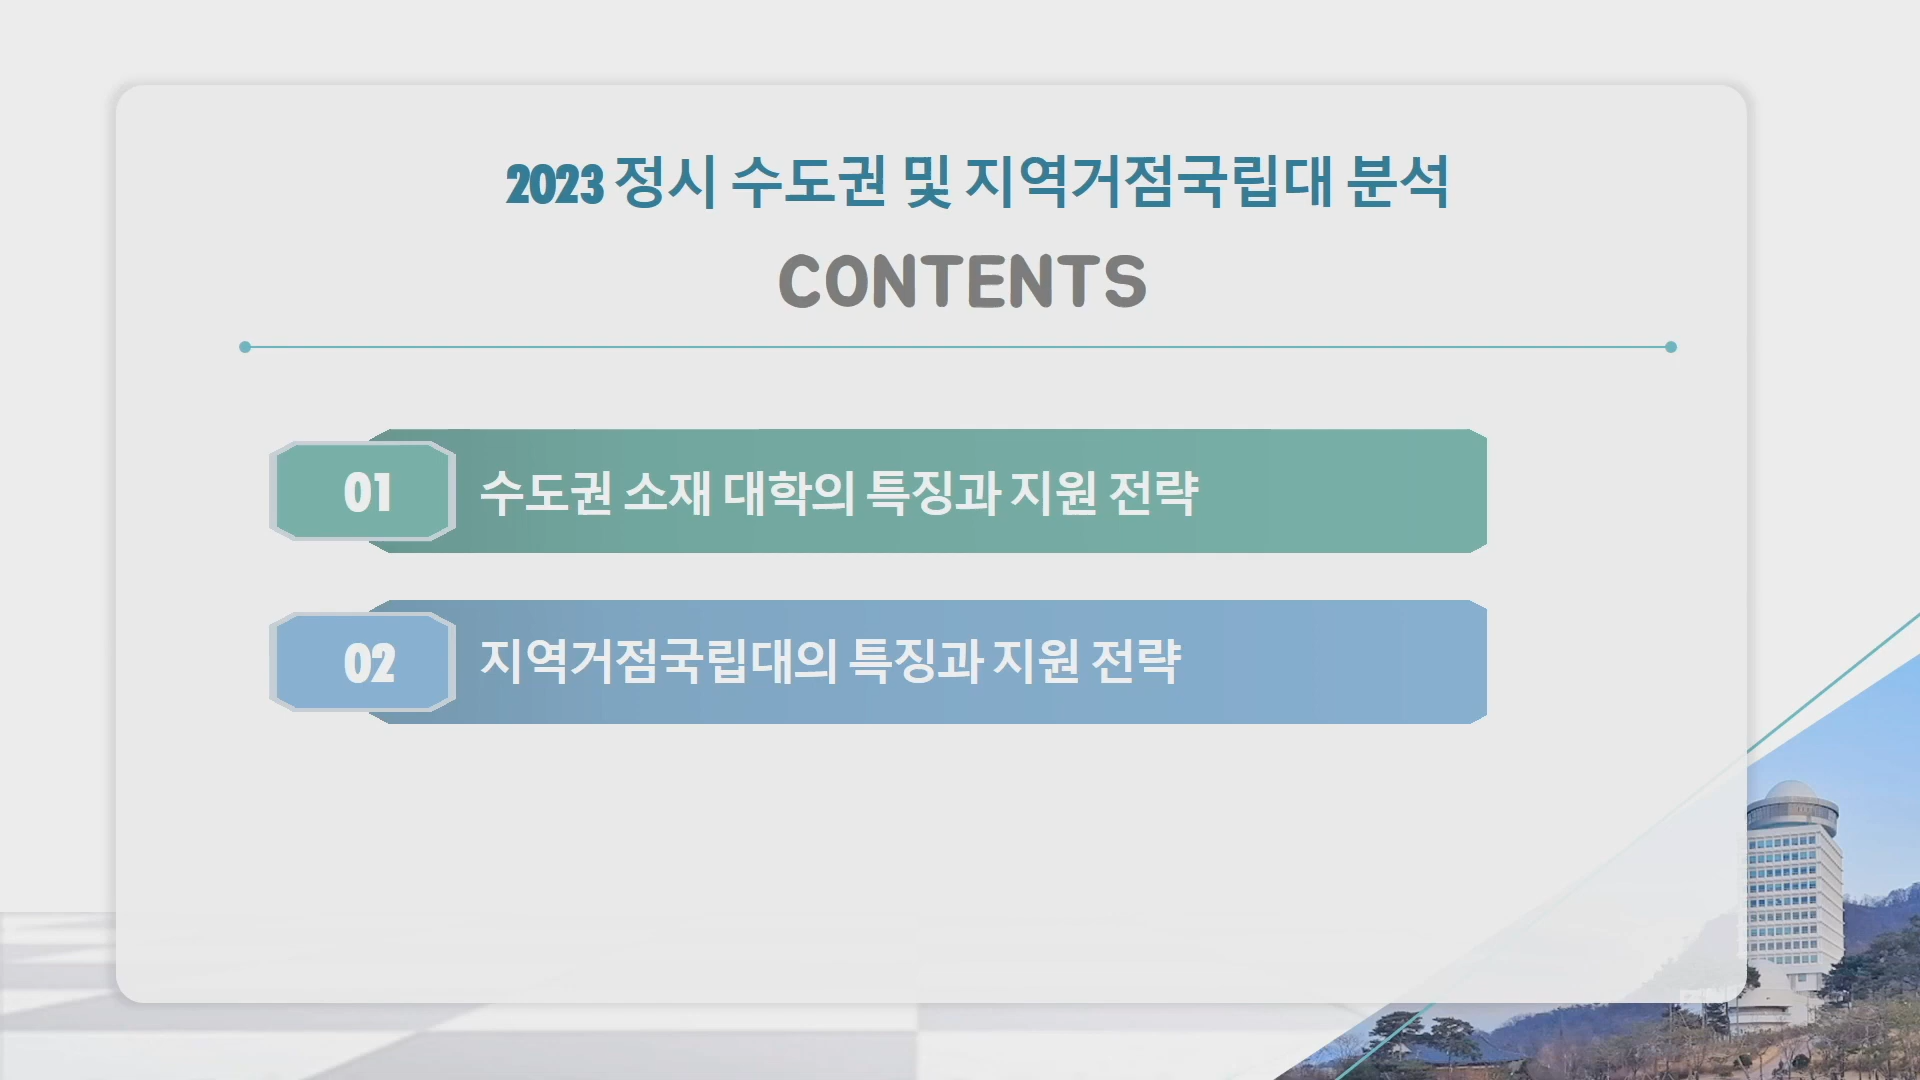 2023 정시 수도권 및 지역거점국립대 분석
CONTENTS
01 수도권 소재 대학의 특징과 지원 전략
02 지역거점국립대의 특징과 지원 전략